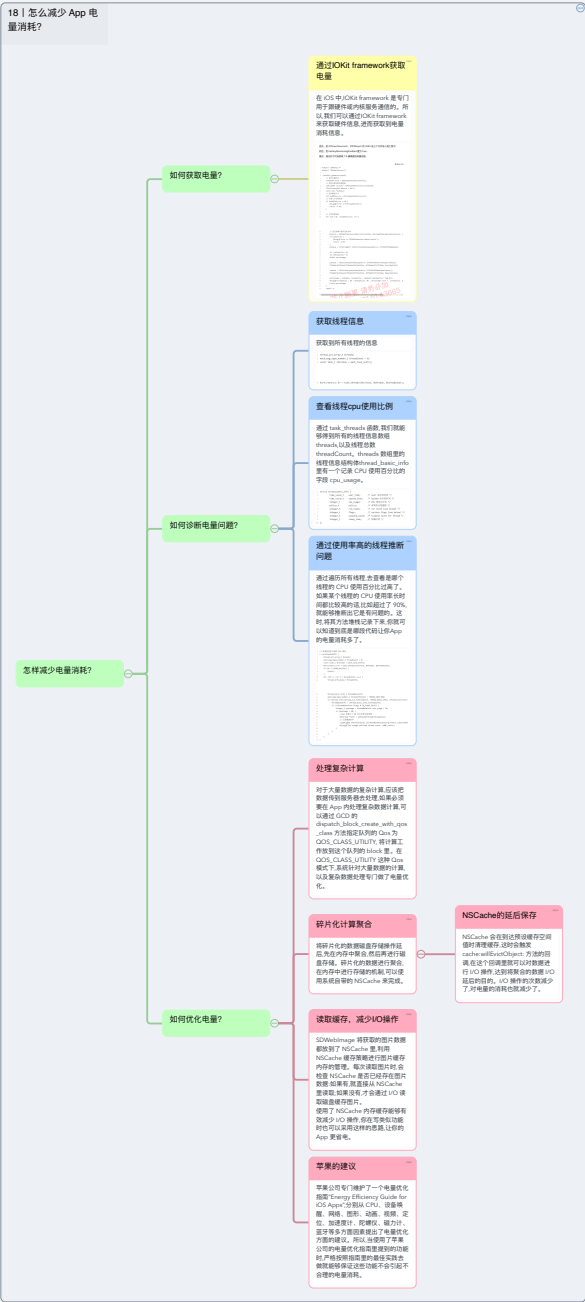 18丨怎么减少 App 电
量消耗?
怎样减少电量消耗?
如何获取电量?
通过IOKit framework获取
电量
在 iOS 中,IOKit framework 是专门
用于跟硬件或内核服务通信的。所
以,我们可以通过IOKit framework
来获取硬件信息,进而获取到电量
消耗信息。
如何诊断电量问题?
获取线程信息
获取到所有线程的信息
查看线程cpu使用比例
通过 task_threads 函数,我们就能
够得到所有的线程信息数组
threads,以及线程总数
threadCount。threads 数组里的
线程信息结构体thread_basic_info
里有一个记录 CPU 使用百分比的
字段 cpu_usage。
通过使用率高的线程推断
问题
通过遍历所有线程,去查看是哪个
线程的 CPU 使用百分比过高了。
如果某个线程的 CPU 使用率长时
间都比较高的话,比如超过了 90%,
就能够推断出它是有问题的。这
时,将其方法堆栈记录下来,你就可
以知道到底是哪段代码让你App
的电量消耗多了。
如何优化电量?
处理复杂计算
对于大量数据的复杂计算,应该把
数据传到服务器去处理,如果必须
要在 App 内处理复杂数据计算,可
以通过 GCD 的
dispatch_block_create_with_qos
_class 方法指定队列的 Qos 为
QOS_CLASS_UTILITY, 将计算工
作放到这个队列的 block 里。在
QOS_CLASS_UTILITY 这种 Qos
模式下,系统针对大量数据的计算,
以及复杂数据处理专门做了电量优
化。
碎片化计算聚合
将碎片化的数据磁盘存储操作延
后,先在内存中聚合,然后再进行磁
盘存储。碎片化的数据进行聚合,
在内存中进行存储的机制,可以使
用系统自带的 NSCache 来完成。
NSCache的延后保存
NSCache 会在到达预设缓存空间
值时清理缓存,这时会触发
cache:willEvictObject: 方法的回
调,在这个回调里就可以对数据进
行 I/O 操作,达到将聚合的数据 I/O
延后的目的。I/O 操作的次数减少
了,对电量的消耗也就减少了。
读取缓存，减少I/O操作
SDWebImage 将获取的图片数据
都放到了 NSCache 里,利用
NSCache 缓存策略进行图片缓存
内存的管理。每次读取图片时,会
检查 NSCache 是否已经存在图片
数据:如果有,就直接从 NSCache
里读取;如果没有,才会通过 I/O 读
取磁盘缓存图片。
使用了 NSCache 内存缓存能够有
效减少 I/O 操作,你在写类似功能
时也可以采用这样的思路,让你的
App 更省电。
苹果的建议
苹果公司专门维护了一个电量优化
指南"Energy Efficiency Guide for
iOS Apps",分别从 CPU、设备唤
醒、网络、图形、动画、视频、定
位、加速度计、陀螺仪、磁力计、
蓝牙等多方面因素提出了电量优化
方面的建议。所以,当使用了苹果
公司的电量优化指南里提到的功能
时,严格按照指南里的最佳实践去
做就能够保证这些功能不会引起不
合理的电量消耗。